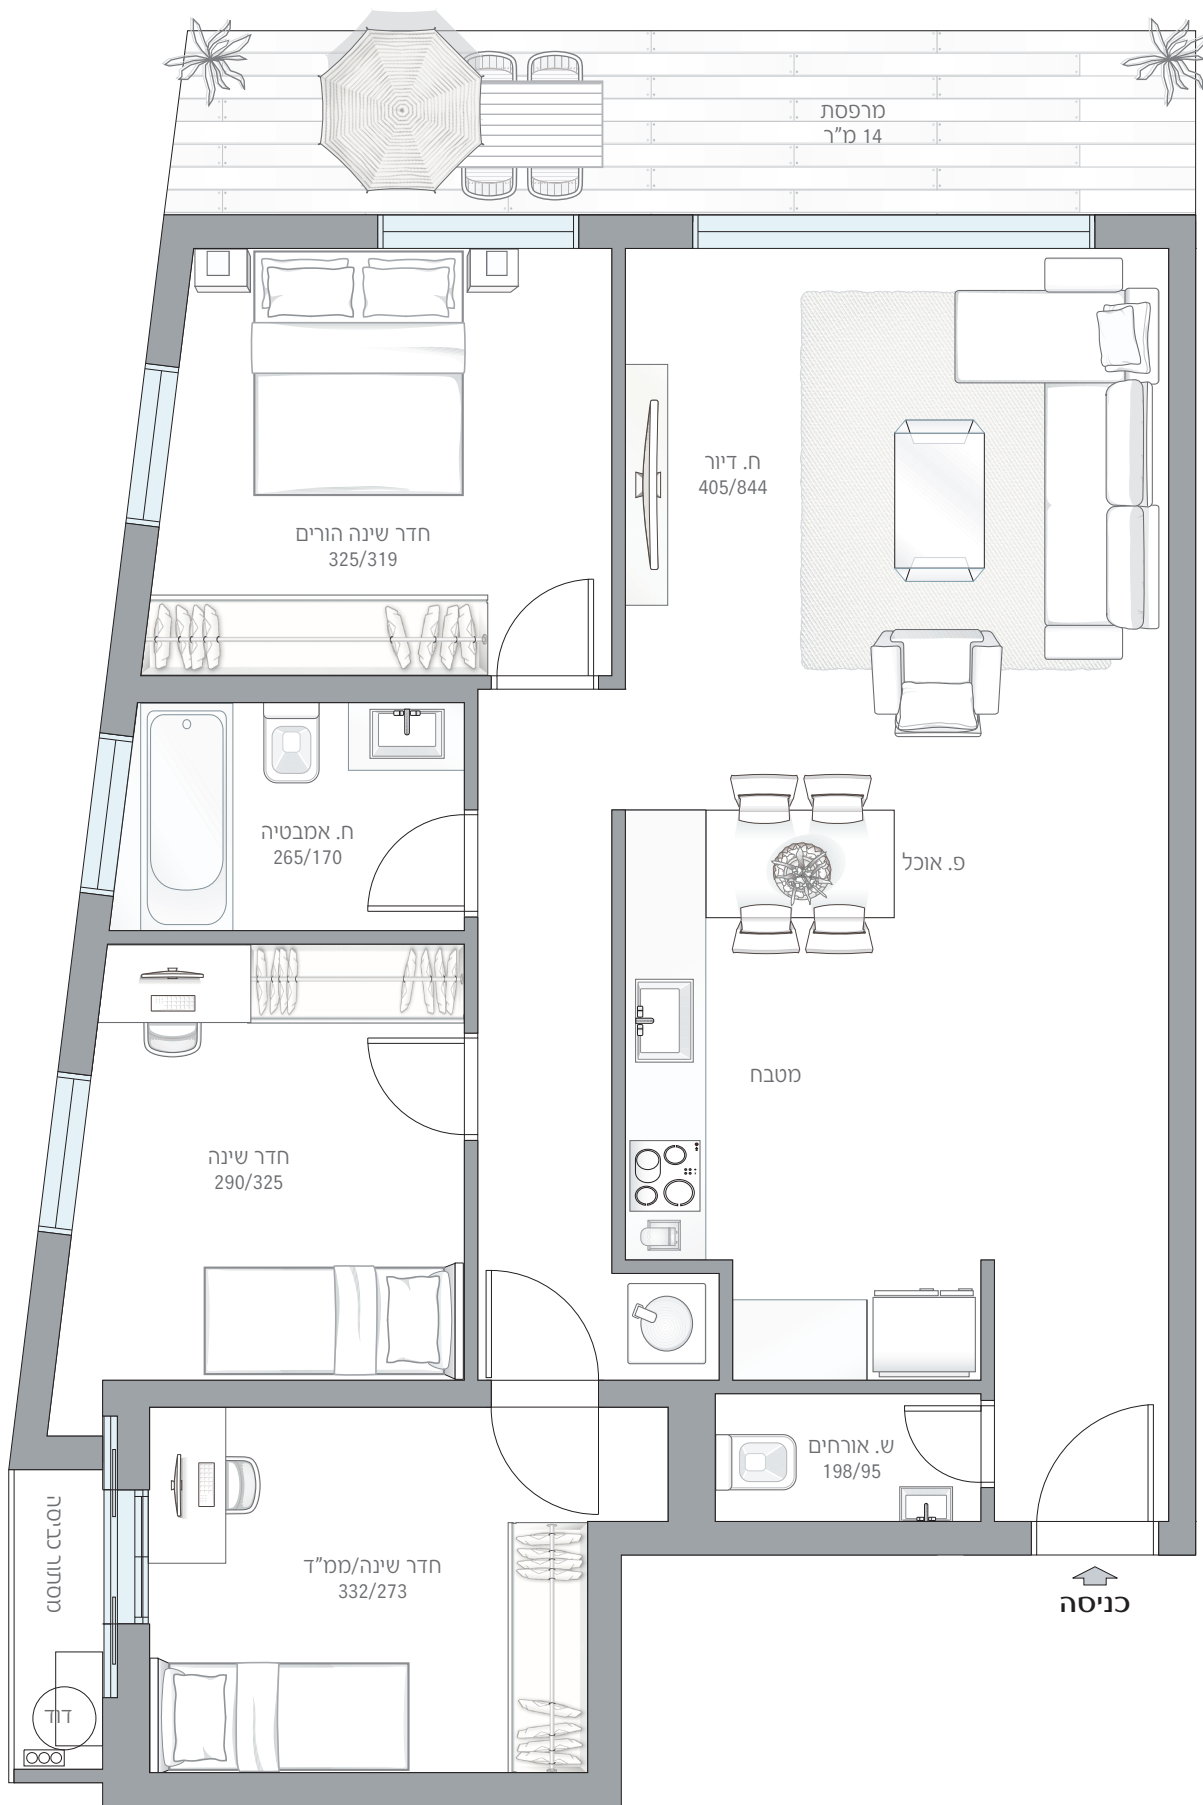 מרפסת
14 מ"ר
ח. דיור
405/844
חדר שינה הורים
325/319
ח. אמבטיה
265/170
פ. אוכל
מטבח
חדר שינה
290/325
ש. אורחים
198/95
חדר שינה/ממ"ד
332/273
מסתור כביסה
דוד
כניסה